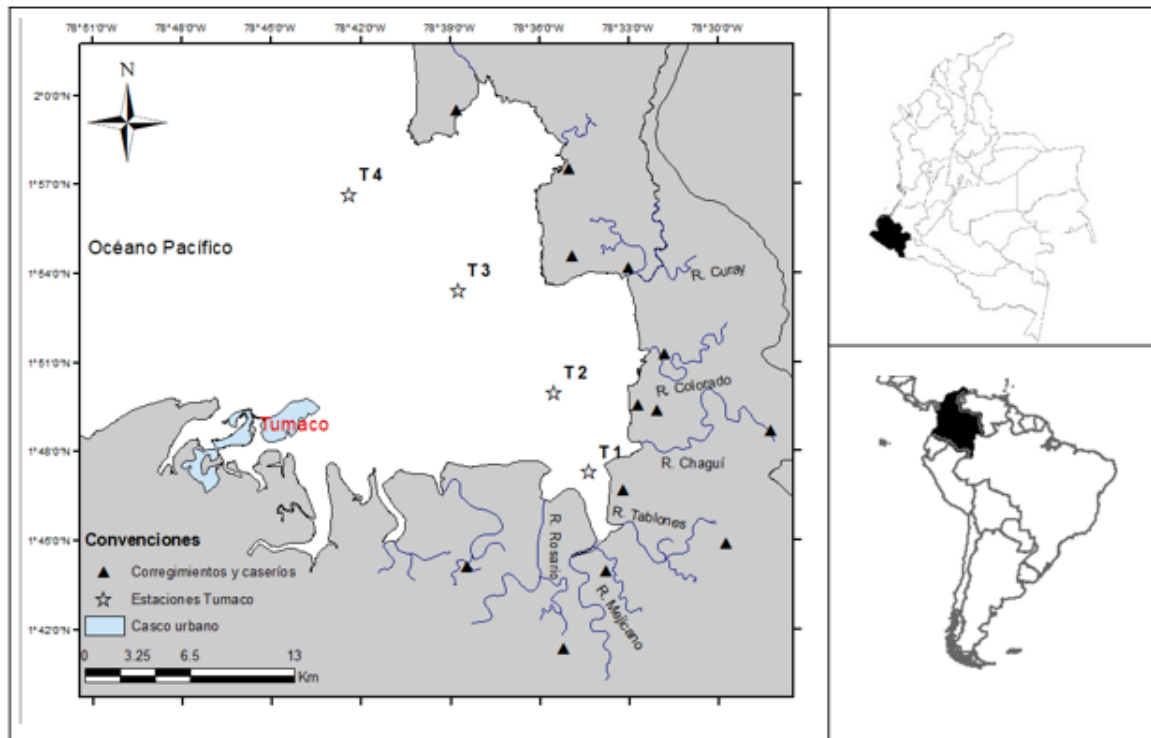 78°51'0"W 78°48'0"W 78°45'0"W 78°42'0"W 78°39'0"W 78°36'0"W 78°33'0"W 78°30'0"W
N
2°0'0"N
T 4
1°57'0"N
Océano Pacífico
1°54'0"N
T 3
R. Curay
1°51'0"N
T 2
R. Colorado
Tumaco
1°48'0"N
T 1
R. Chaguí
R. Tablones
R. Rosario
1°45'0"N
R. Mejicano
Convenciones
Corregimientos y caseríos
Estaciones Tumaco
Casco urbano
1°42'0"N
0 3.25 6.5 13
Km